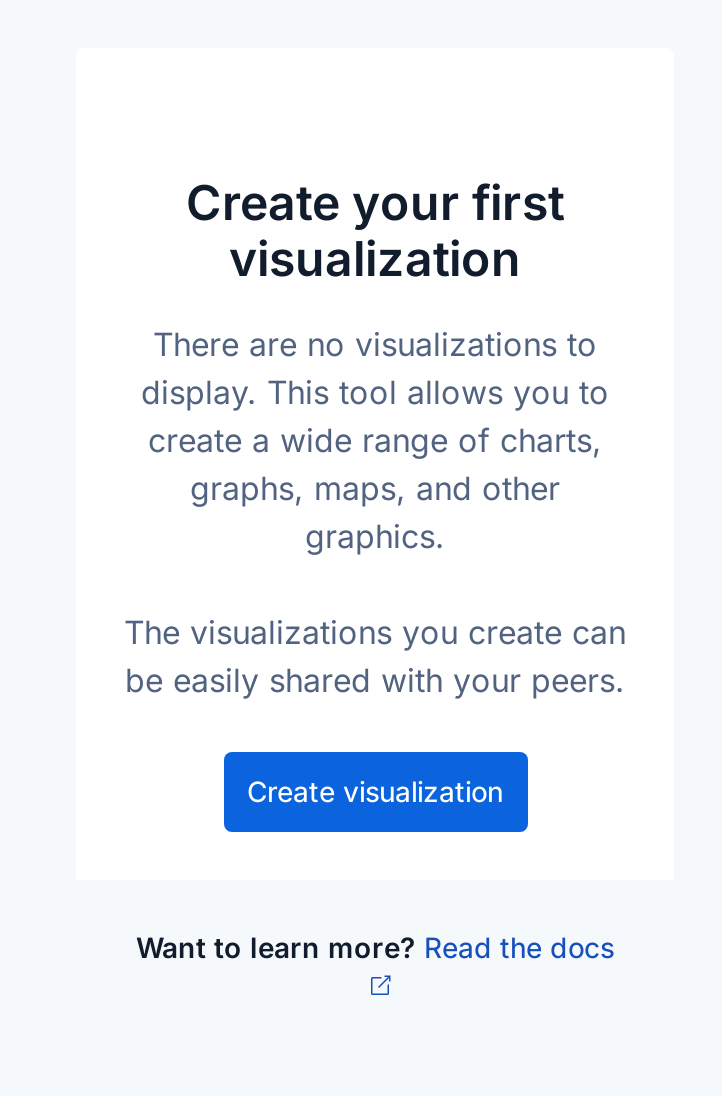 Create your first
visualization
There are no visualizations to
display. This tool allows you to
create a wide range of charts,
graphs, maps, and other
graphics.
The visualizations you create can
be easily shared with your peers.
Create visualization
Want to learn more? Read the docs